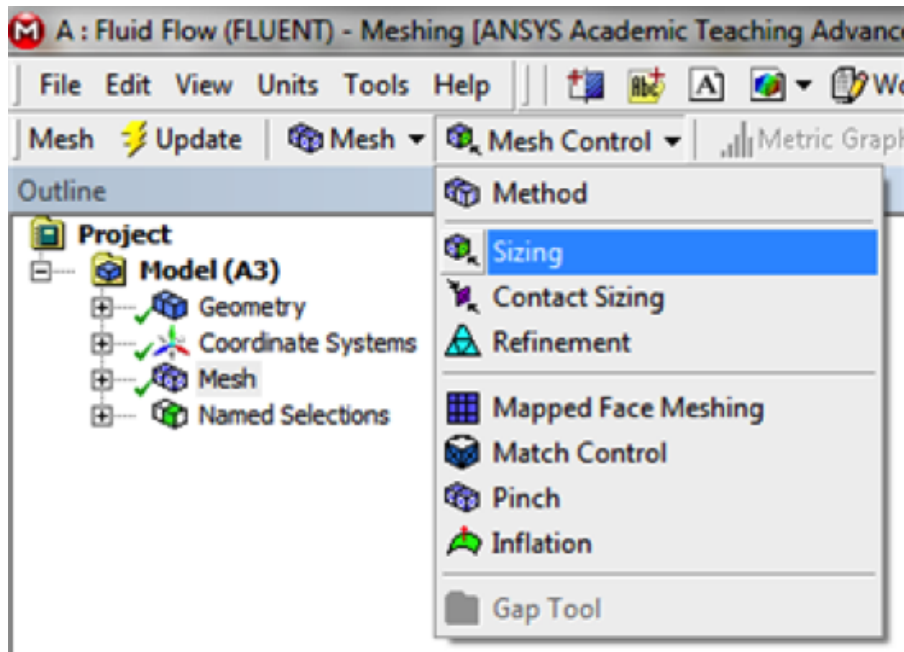 A : Fluid Flow (FLUENT) - Meshing [ANSYS Academic Teaching
File Edit View Units Tools Help
Mesh Update Mesh Mesh Control Metric
Outline
Method
Project
Sizing
Model (A3)
Contact Sizing
Geometry
Refinement
Coordinate Systems
Mesh
Mapped Face Meshing
Named Selections
Match Control
Pinch
Inflation
Gap Tool